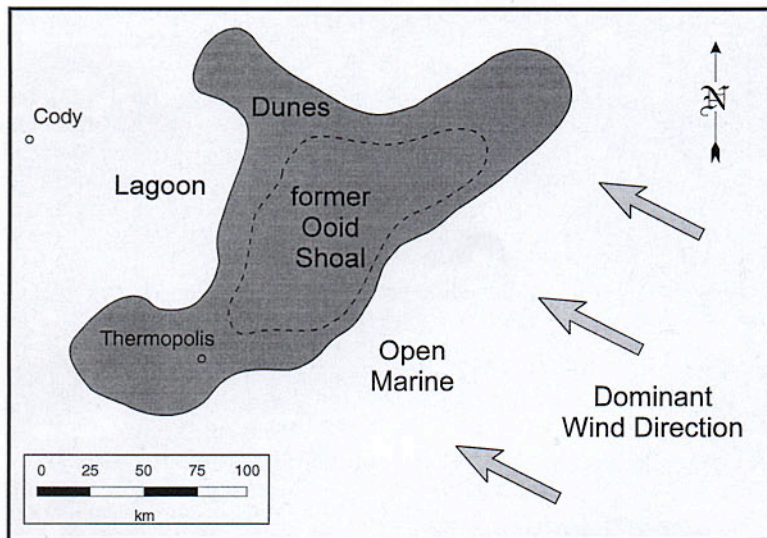 Dunes
N
Cody
Lagoon
former
Ooid
Shoal
Thermopolis
Open
Marine
Dominant
Wind Direction
0 25 50 75 100
km